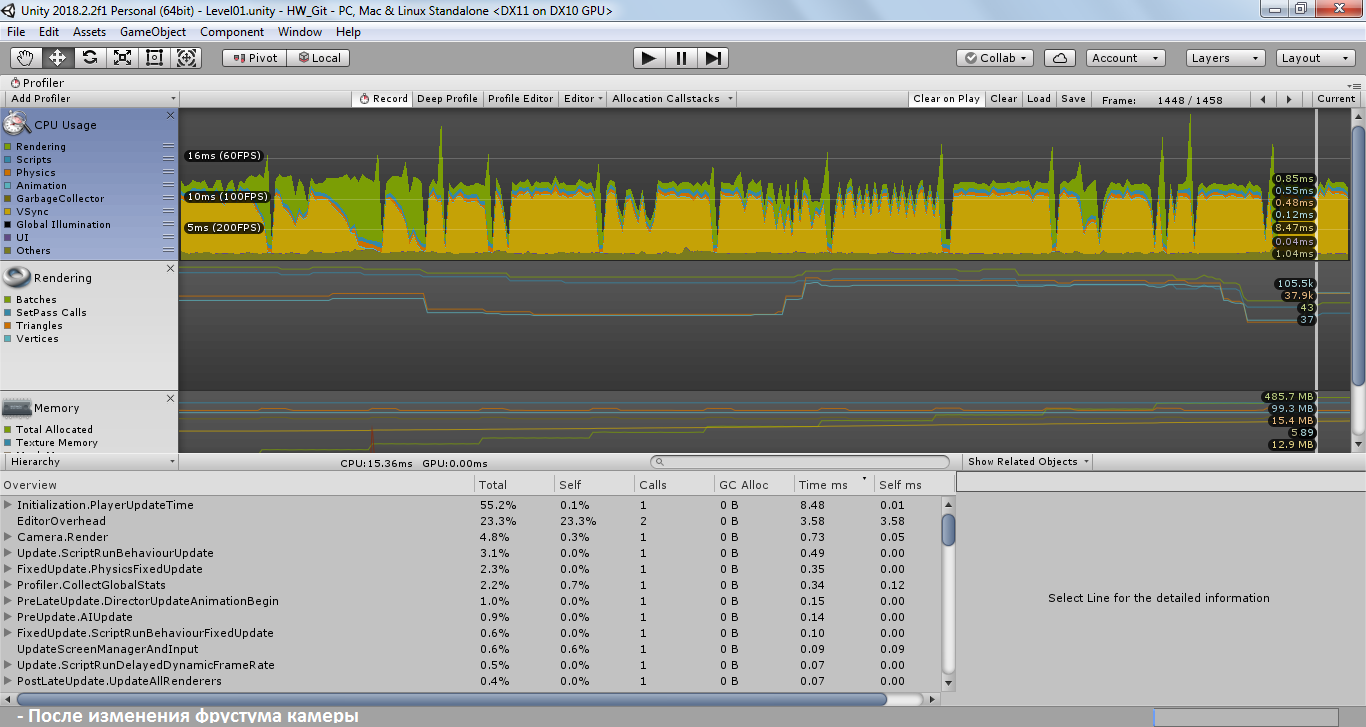 Unity 2018.2.2f1 Personal (64bit) - Level01.unity - HW_Git - PC, Mac & Linux Standalone <DX11 on DX10 GPU>
File Edit Assets GameObject Component Window Help
Pivot Local Collab Account Layers Layout
Profiler
Add Profiler Record Deep Profile Profile Editor Editor Allocation Callstacks Clear on Play Clear Load Save Frame: 1448 / 1458 Current
CPU Usage
Rendering
Scripts
Physics
Animation
GarbageCollector
VSync
Global Illumination
UI
Others
16ms (60FPS)
10ms (100FPS)
5ms (200FPS)
0.85ms
0.55ms
0.48ms
0.12ms
8.47ms
0.04ms
1.04ms
Rendering
Batches
SetPass Calls
Triangles
Vertices
105.5k
37.9k
43
37
Memory
Total Allocated
Texture Memory
485.7 MB
99.3 MB
15.4 MB
589
12.9 MB
Hierarchy CPU:15.36ms GPU:0.00ms Show Related Objects
Overview Total Self Calls GC Alloc Time ms Self ms
Initialization.PlayerUpdateTime 55.2% 0.1% 1 0 B 8.48 0.01
EditorOverhead 23.3% 23.3% 2 0 B 3.58 3.58
Camera.Render 4.8% 0.3% 1 0 B 0.73 0.05
Update.ScriptRunBehaviourUpdate 3.1% 0.0% 1 0 B 0.49 0.00
FixedUpdate.PhysicsFixedUpdate 2.3% 0.0% 1 0 B 0.35 0.00
Profiler.CollectGlobalStats 2.2% 0.7% 1 0 B 0.34 0.12
PreLateUpdate.DirectorUpdateAnimationBegin 1.0% 0.0% 1 0 B 0.15 0.00
PreUpdate.AIUpdate 0.9% 0.0% 1 0 B 0.14 0.00
FixedUpdate.ScriptRunBehaviourFixedUpdate 0.6% 0.0% 1 0 B 0.10 0.00
UpdateScreenManagerAndInput 0.6% 0.6% 1 0 B 0.09 0.09
Update.ScriptRunDelayedDynamicFrameRate 0.5% 0.0% 1 0 B 0.07 0.00
PostLateUpdate.UpdateAllRenderers 0.4% 0.0% 1 0 B 0.07 0.00
Select Line for the detailed information
- После изменения фрустума камеры